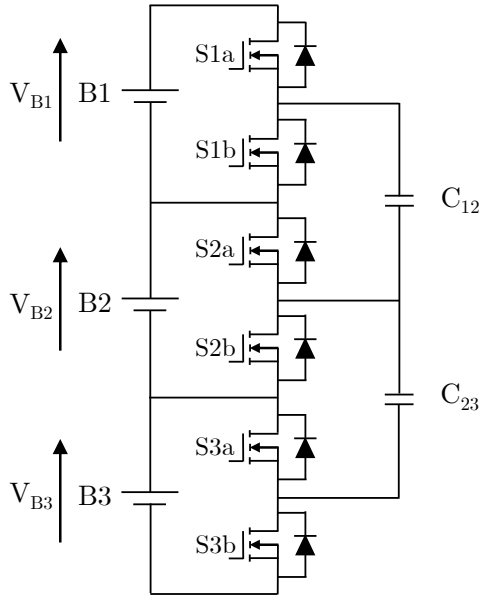 S1a
V_B1 B1
S1b
C_12
S2a
V_B2 B2
S2b
C_23
S3a
V_B3 B3
S3b